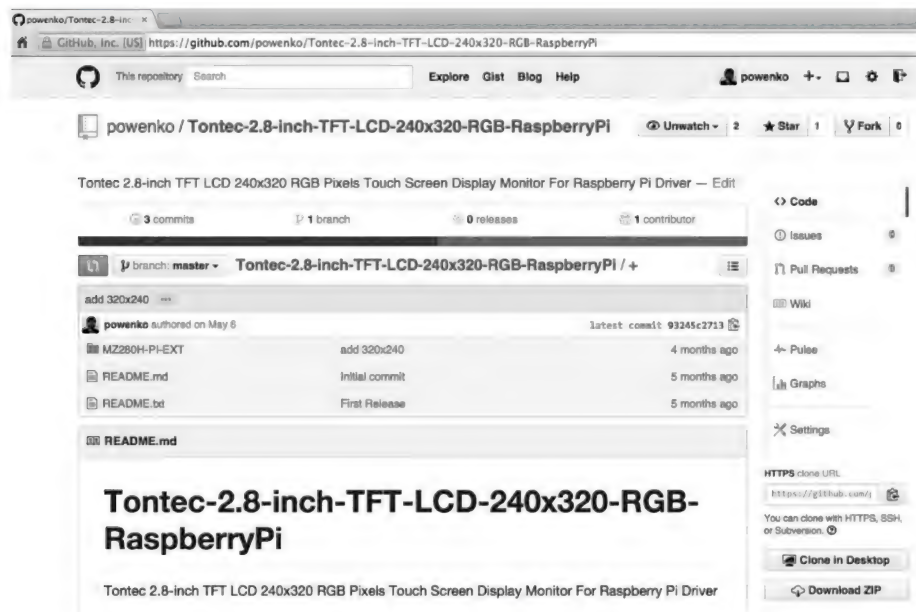 powenko/Tontec-2.8-inc ×
GitHub, Inc. [US] https://github.com/powenko/Tontec-2.8-inch-TFT-LCD-240x320-RGB-RaspberryPi
This repository Search Explore Gist Blog Help powenko
powenko / Tontec-2.8-inch-TFT-LCD-240x320-RGB-RaspberryPi Unwatch 2 Star 1 Fork 0
Tontec 2.8-inch TFT LCD 240x320 RGB Pixels Touch Screen Display Monitor For Raspberry Pi Driver — Edit
3 commits 1 branch 0 releases 1 contributor
branch: master Tontec-2.8-inch-TFT-LCD-240x320-RGB-RaspberryPi / +
add 320x240
powenko authored on May 6 latest commit 93245c2713
MZ280H-PI-EXT add 320x240 4 months ago
README.md Initial commit 5 months ago
README.txt First Release 5 months ago
README.md
Tontec-2.8-inch-TFT-LCD-240x320-RGB-
RaspberryPi
Tontec 2.8-inch TFT LCD 240x320 RGB Pixels Touch Screen Display Monitor For Raspberry Pi Driver
Code
Issues 0
Pull Requests 0
Wiki
Pulse
Graphs
Settings
HTTPS clone URL
https://github.com/p
You can clone with HTTPS, SSH,
or Subversion.
Clone in Desktop
Download ZIP